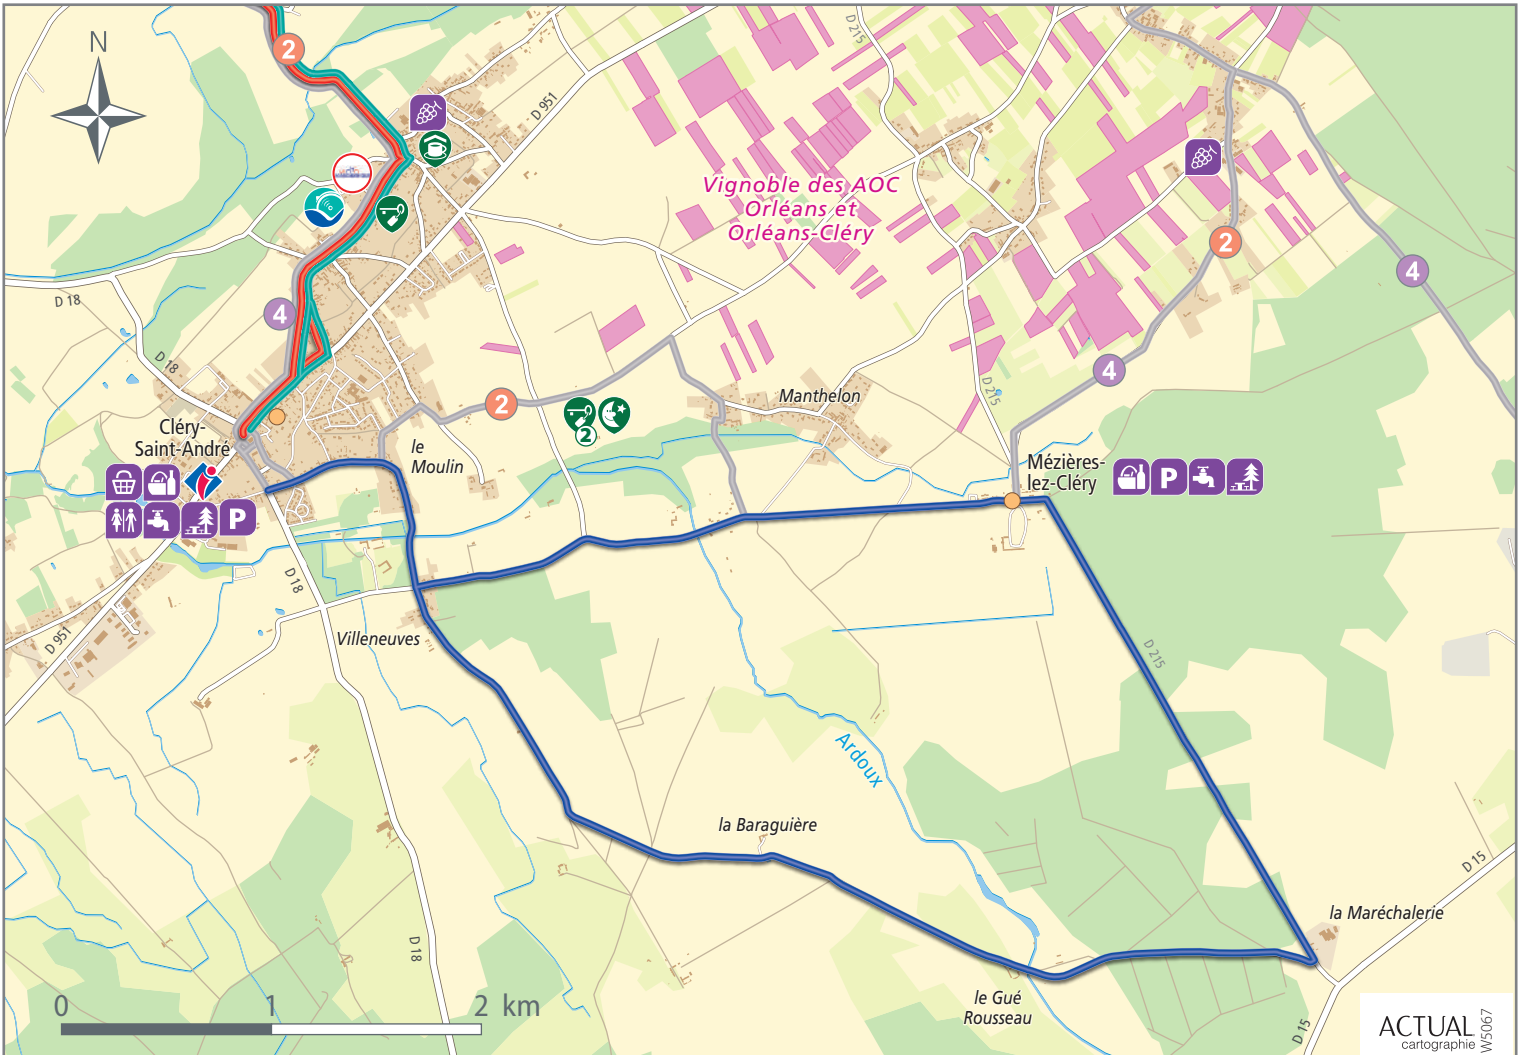 N
2
D 951
D 215
Vignoble des AOC
Orléans et
Orléans-Cléry
2
4
D 18
4
D 18
D 215
4
Manthelon
2
2
Cléry-
Saint-André
le
Moulin
Mézières-
lez-Cléry
P
P
D 18
D 951
Villeneuves
D 215
Ardoux
la Baraguière
D 15
la Maréchalerie
D 18
le Gué
Rousseau
0 1 2 km
D 15
ACTUAL
cartographie
W5067